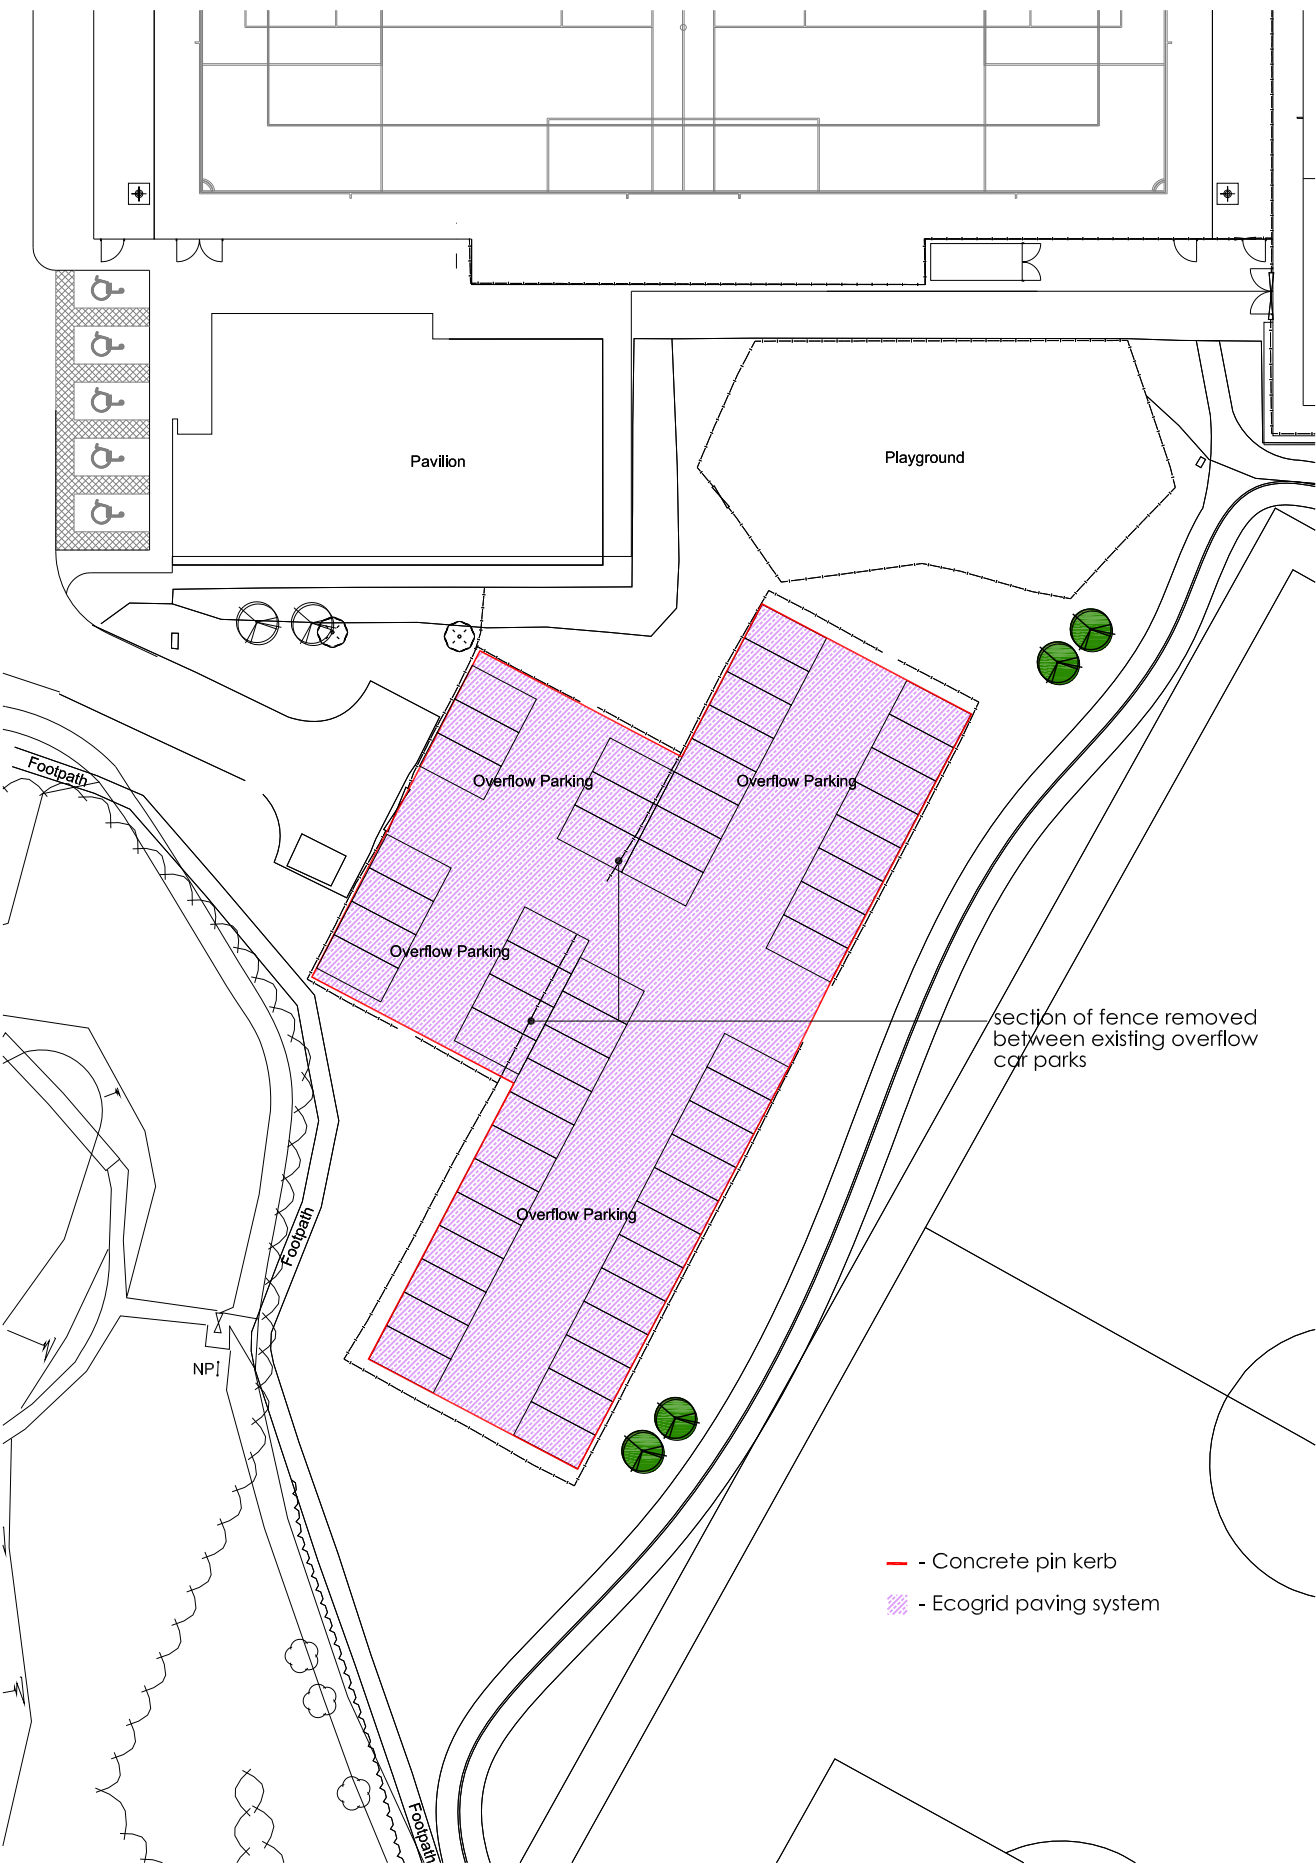 Pavilion
Playground
Footpath
Overflow Parking
Overflow Parking
Overflow Parking
section of fence removed
between existing overflow
car parks
Footpath
Overflow Parking
NP
- Concrete pin kerb
- Ecogrid paving system
Footpath